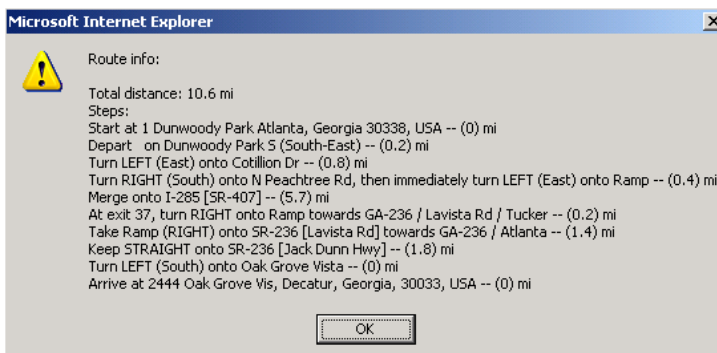 Microsoft Internet Explorer
Route info:
Total distance: 10.6 mi
Steps:
Start at 1 Dunwoody Park Atlanta, Georgia 30338, USA -- (0) mi
Depart  on Dunwoody Park S (South-East) -- (0.2) mi
Turn LEFT (East) onto Cotillion Dr -- (0.8) mi
Turn RIGHT (South) onto N Peachtree Rd, then immediately turn LEFT (East) onto Ramp -- (0.4) mi
Merge onto I-285 [SR-407] -- (5.7) mi
At exit 37, turn RIGHT onto Ramp towards GA-236 / Lavista Rd / Tucker -- (0.2) mi
Take Ramp (RIGHT) onto SR-236 [Lavista Rd] towards GA-236 / Atlanta -- (1.4) mi
Keep STRAIGHT onto SR-236 [Jack Dunn Hwy] -- (1.8) mi
Turn LEFT (South) onto Oak Grove Vista -- (0) mi
Arrive at 2444 Oak Grove Vis, Decatur, Georgia, 30033, USA -- (0) mi
OK